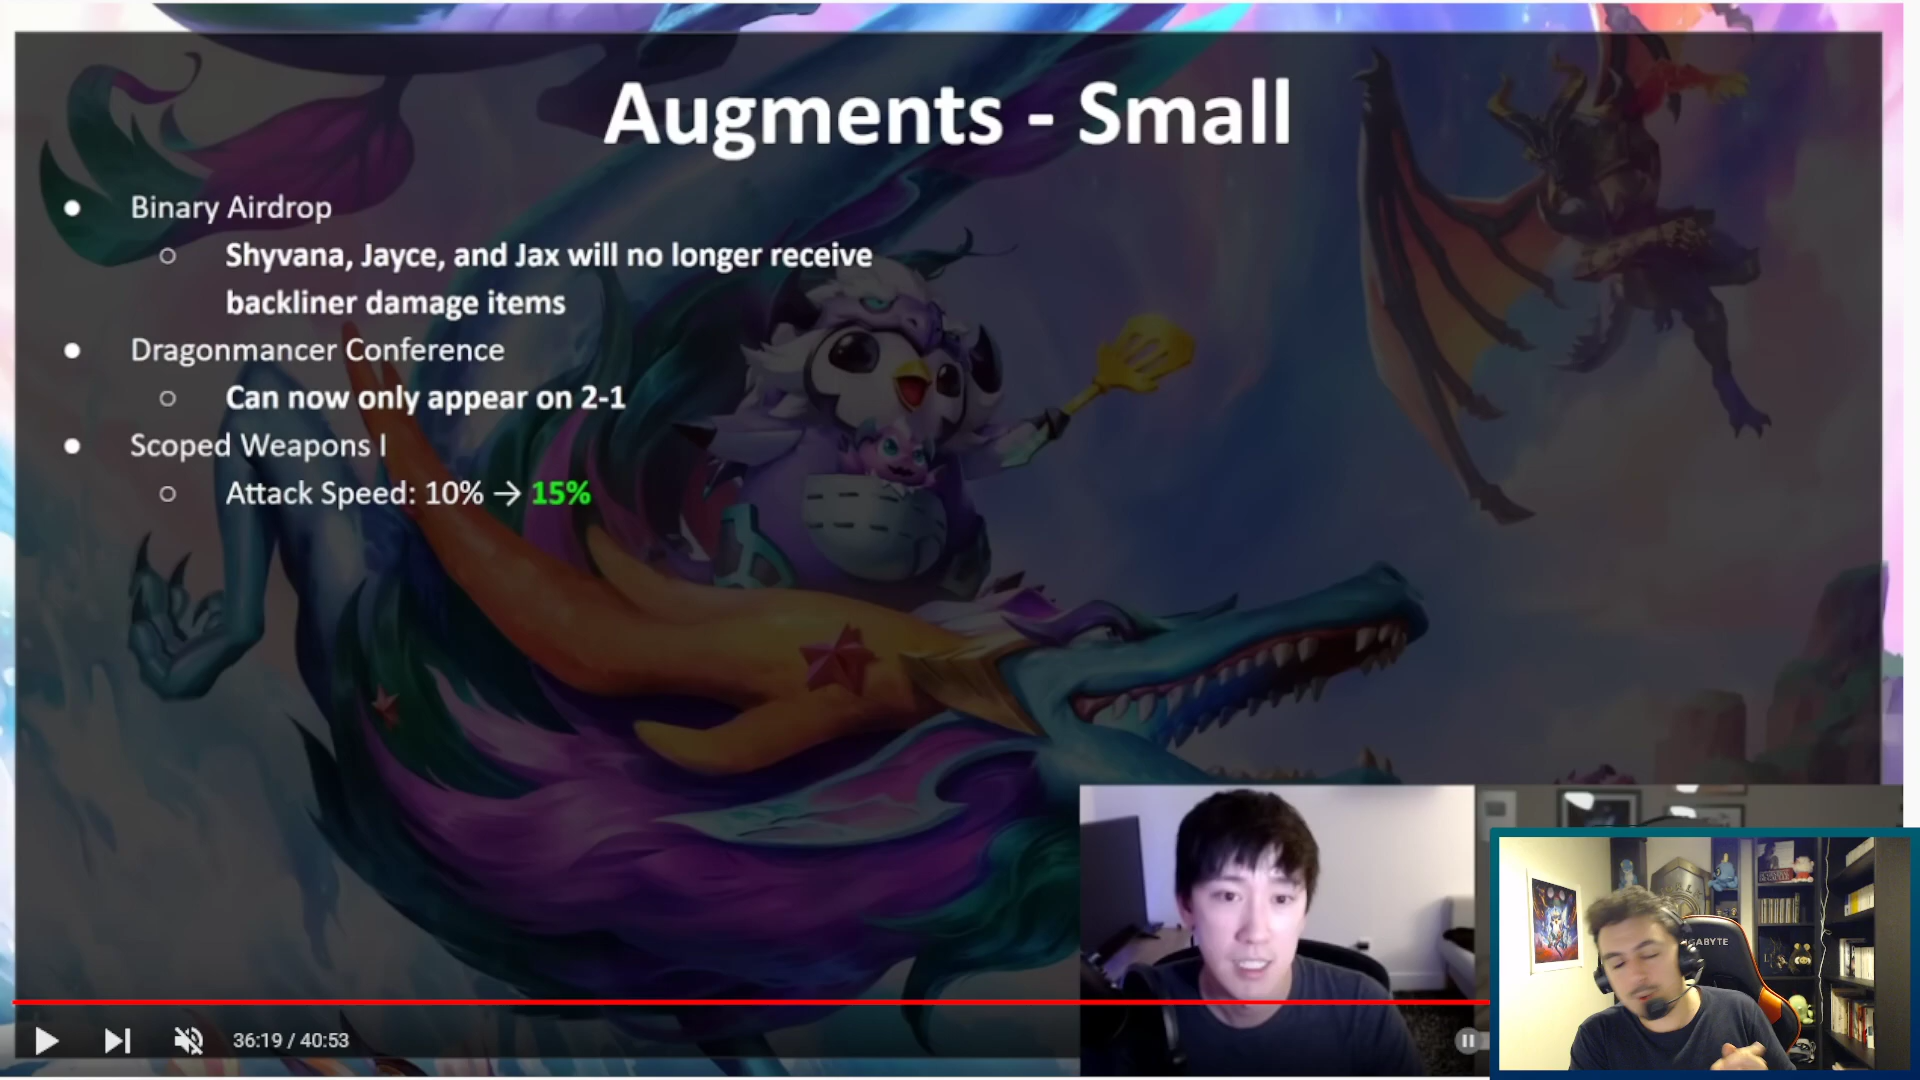 Augments - Small
● Binary Airdrop
○ Shyvana, Jayce, and Jax will no longer receive
backliner damage items
● Dragonmancer Conference
○ Can now only appear on 2-1
● Scoped Weapons I
○ Attack Speed: 10% → 15%
36:19 / 40:53
GABYTE